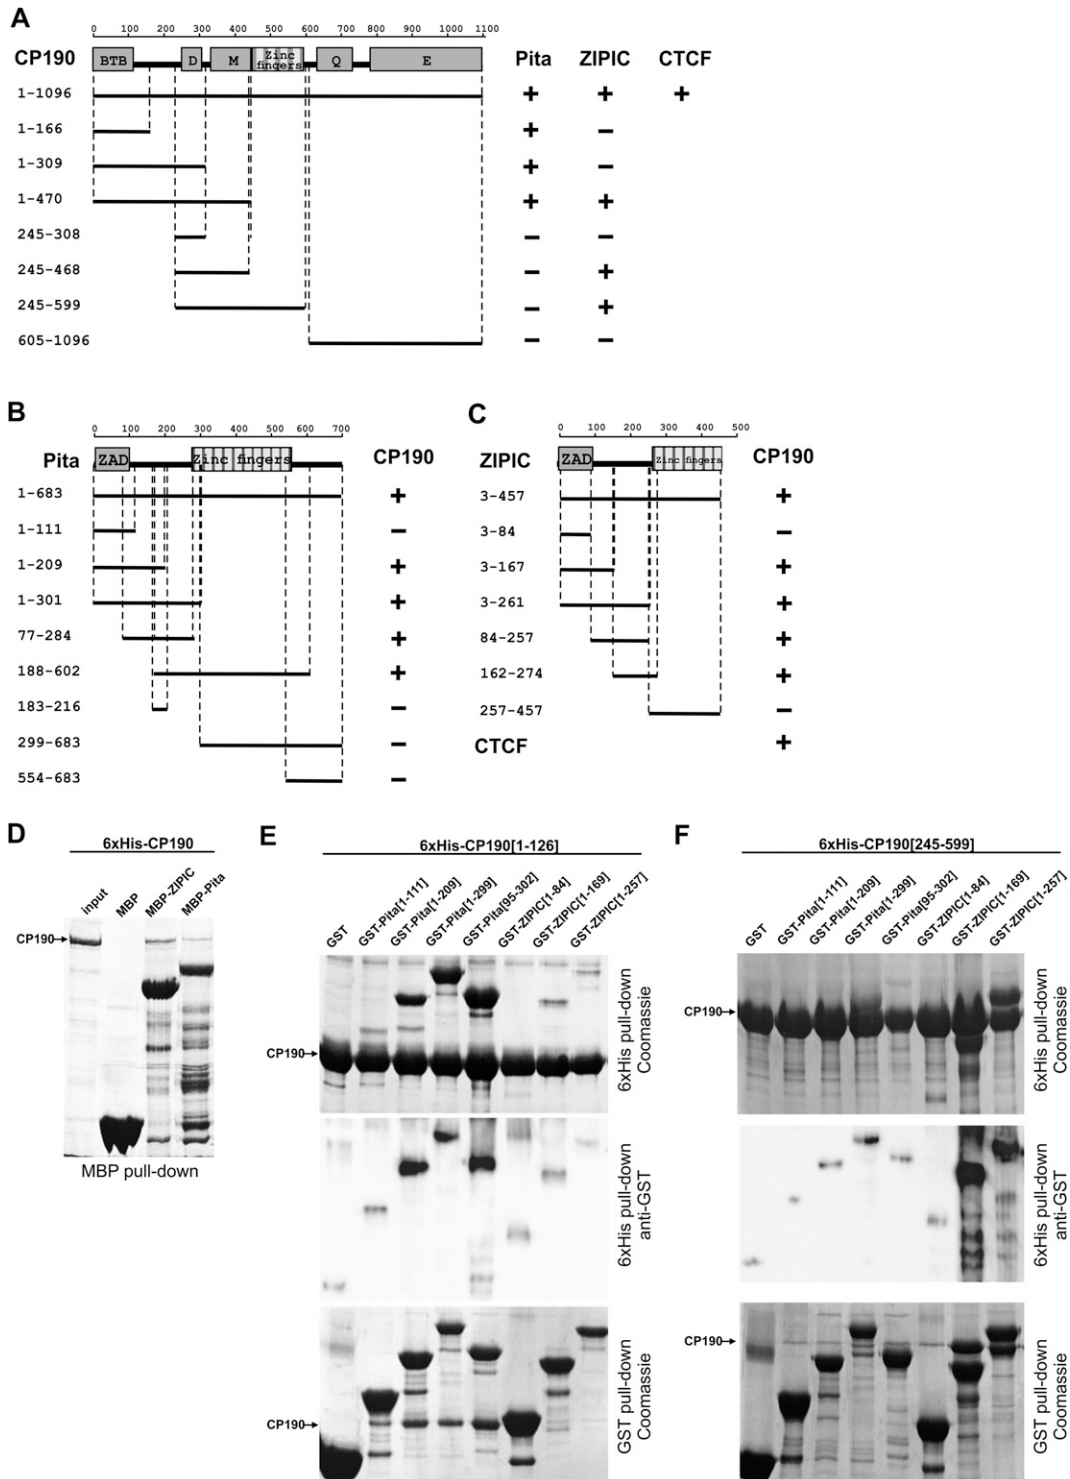 A
0 100 200 300 400 500 600 700 800 900 1000 1100
CP190 BTB D M Zinc fingers Q E Pita ZIPIC CTCF
1-1096 + + +
1-166 + −
1-309 + −
1-470 + +
245-308 − −
245-468 − +
245-599 − +
605-1096 − −
B
0 100 200 300 400 500 600 700
Pita ZAD Zinc fingers CP190
1-683 +
1-111 −
1-209 +
1-301 +
77-284 +
188-602 +
183-216 −
299-683 −
554-683 −
C
0 100 200 300 400 500
ZIPIC ZAD Zinc fingers CP190
3-457 +
3-84 −
3-167 +
3-261 +
84-257 +
162-274 +
257-457 −
CTCF +
D
6xHis-CP190
input MBP MBP-ZIPIC MBP-Pita
CP190
MBP pull-down
E
6xHis-CP190[1-126]
GST GST-Pita[1-111] GST-Pita[1-209] GST-Pita[1-299] GST-Pita[95-302] GST-ZIPIC[1-84] GST-ZIPIC[1-169] GST-ZIPIC[1-257]
CP190
6xHis pull-down
Coomassie
6xHis pull-down
anti-GST
CP190
GST pull-down
Coomassie
F
6xHis-CP190[245-599]
GST GST-Pita[1-111] GST-Pita[1-209] GST-Pita[1-299] GST-Pita[95-302] GST-ZIPIC[1-84] GST-ZIPIC[1-169] GST-ZIPIC[1-257]
CP190
6xHis pull-down
Coomassie
6xHis pull-down
anti-GST
CP190
GST pull-down
Coomassie